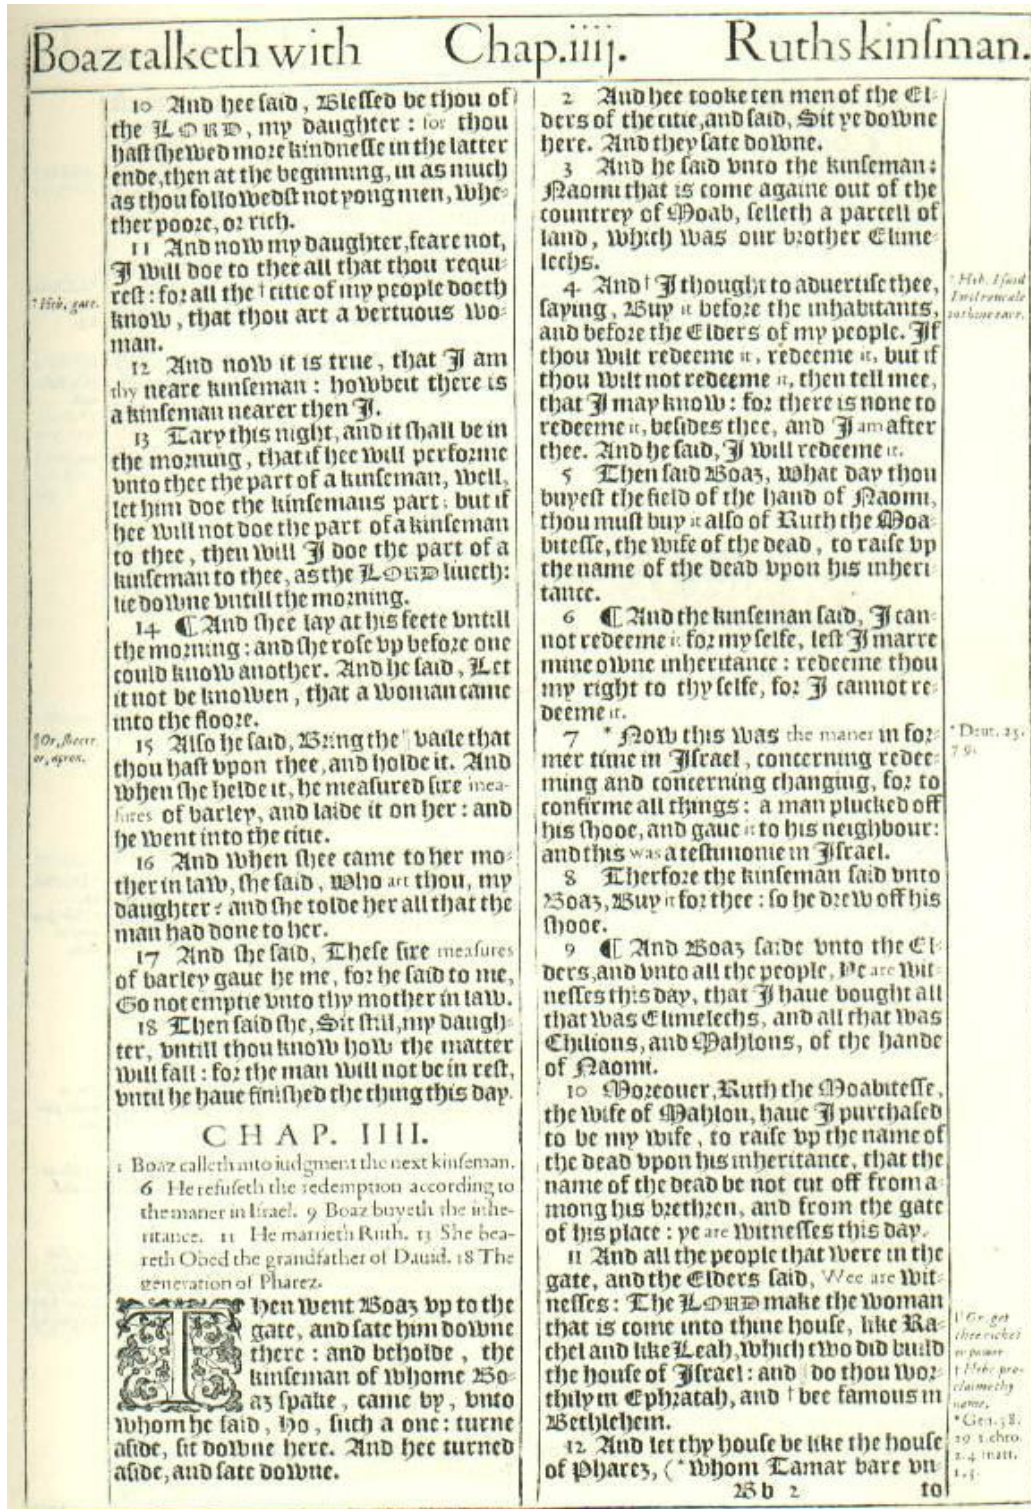 Boaz talketh with Chap.iiij. Ruths kinſman.
10 And hee ſaid, Bleſſed be thou of
the LORD, my daughter: for thou
haſt ſhewed more kindneſſe in the latter
ende, then at the beginning, in as much
as thou followedſt not yong men, whe-
ther poore, or rich.
11 And now my daughter, feare not,
I will doe to thee all that thou requi-
reſt: for all the † citie of my people doeth
know, that thou art a vertuous wo-
man.
12 And now it is true, that I am
thy neare kinſeman: howbeit there is
a kinſeman nearer then I.
13 Tary this night, and it ſhall be in
the morning, that if hee will performe
vnto thee the part of a kinſeman, well,
let him doe the kinſemans part; but if
hee will not doe the part of a kinſeman
to thee, then will I doe the part of a
kinſeman to thee, as the LORD liueth:
lie downe vntill the morning.
14 ¶ And ſhee lay at his feete vntill
the morning: and ſhe roſe vp before one
could know another. And he ſaid, Let
it not be knowen, that a woman came
into the floore.
15 Alſo he ſaid, Bring the || vaile that
thou haſt vpon thee, and holde it. And
when ſhe helde it, he meaſured ſixe mea-
ſures of barley, and laide it on her: and
he went into the citie.
16 And when ſhee came to her mo-
ther in law, ſhe ſaid, Who art thou, my
daughter? and ſhe tolde her all that the
man had done to her.
17 And ſhe ſaid, Theſe ſixe meaſures
of barley gaue he me, for he ſaid to me,
Go not emptie vnto thy mother in law.
18 Then ſaid ſhe, Sit ſtill, my daugh-
ter, vntill thou know how the matter
will fall: for the man will not be in reſt,
vntil he haue finiſhed the thing this day.
CHAP. IIII.
1 Boaz calleth into iudgment the next kinſeman.
6 He refuſeth the redemption according to
the maner in Iſrael. 9 Boaz buyeth the inhe-
ritance. 11 He marrieth Ruth. 13 She bea-
reth Obed the grandfather of Dauid. 18 The
generation of Pharez.
Then went Boaz vp to the
gate, and ſate him downe
there: and beholde, the
kinſeman of whome Bo-
az ſpake, came by, vnto
whom he ſaid, Ho, ſuch a one: turne
aſide, ſit downe here. And hee turned
aſide, and ſate downe.
† Heb. gate.
|| Or, ſheete,
or, apron.
2 And hee tooke ten men of the El-
ders of the citie, and ſaid, Sit ye downe
here. And they ſate downe.
3 And he ſaid vnto the kinſeman:
Naomi that is come againe out of the
countrey of Moab, ſelleth a parcell of
land, which was our brother Elime-
lechs.
4 And † I thought to aduertiſe thee,
ſaying, Buy it before the inhabitants,
and before the Elders of my people. If
thou wilt redeeme it, redeeme it, but if
thou wilt not redeeme it, then tell mee,
that I may know: for there is none to
redeeme it, beſides thee, and I am after
thee. And he ſaid, I will redeeme it.
5 Then ſaid Boaz, What day thou
buyeſt the field of the hand of Naomi,
thou muſt buy it alſo of Ruth the Moa-
biteſſe, the wife of the dead, to raiſe vp
the name of the dead vpon his inheri-
tance.
6 ¶ And the kinſeman ſaid, I can-
not redeeme it for my ſelfe, leſt I marre
mine owne inheritance: redeeme thou
my right to thy ſelfe, for I cannot re-
deeme it.
7 * Now this was the maner in for-
mer time in Iſrael, concerning redee-
ming and concerning changing, for to
confirme all things: a man plucked off
his ſhooe, and gaue it to his neighbour:
and this was a teſtimonie in Iſrael.
8 Therfore the kinſeman ſaid vnto
Boaz, Buy it for thee: ſo he drew off his
ſhooe.
9 ¶ And Boaz ſaide vnto the El-
ders, and vnto all the people, Ye are wit-
neſſes this day, that I haue bought all
that was Elimelechs, and all that was
Chilions, and Mahlons, of the hande
of Naomi.
10 Moreouer, Ruth the Moabiteſſe,
the wife of Mahlon, haue I purchaſed
to be my wife, to raiſe vp the name of
the dead vpon his inheritance, that the
name of the dead be not cut off from a-
mong his brethren, and from the gate
of his place: ye are witneſſes this day.
11 And all the people that were in the
gate, and the Elders ſaid, Wee are wit-
neſſes: The LORD make the woman
that is come into thine houſe, like Ra-
chel and like Leah, which two did build
the houſe of Iſrael: and || do thou wor-
thily in Ephratah, and † bee famous in
Bethlehem.
12 And let thy houſe be like the houſe
of Pharez, (* whom Tamar bare vn-
Bb 2 to
† Heb. I ſaid
I will reueale
in thine eare.
* Deut. 25.
7, 9.
|| Or, get
thee riches
or power.
† Hebr. pro-
claime thy
name.
* Gen. 38.
29. 1. chro.
2. 4. matt.
1. 3.